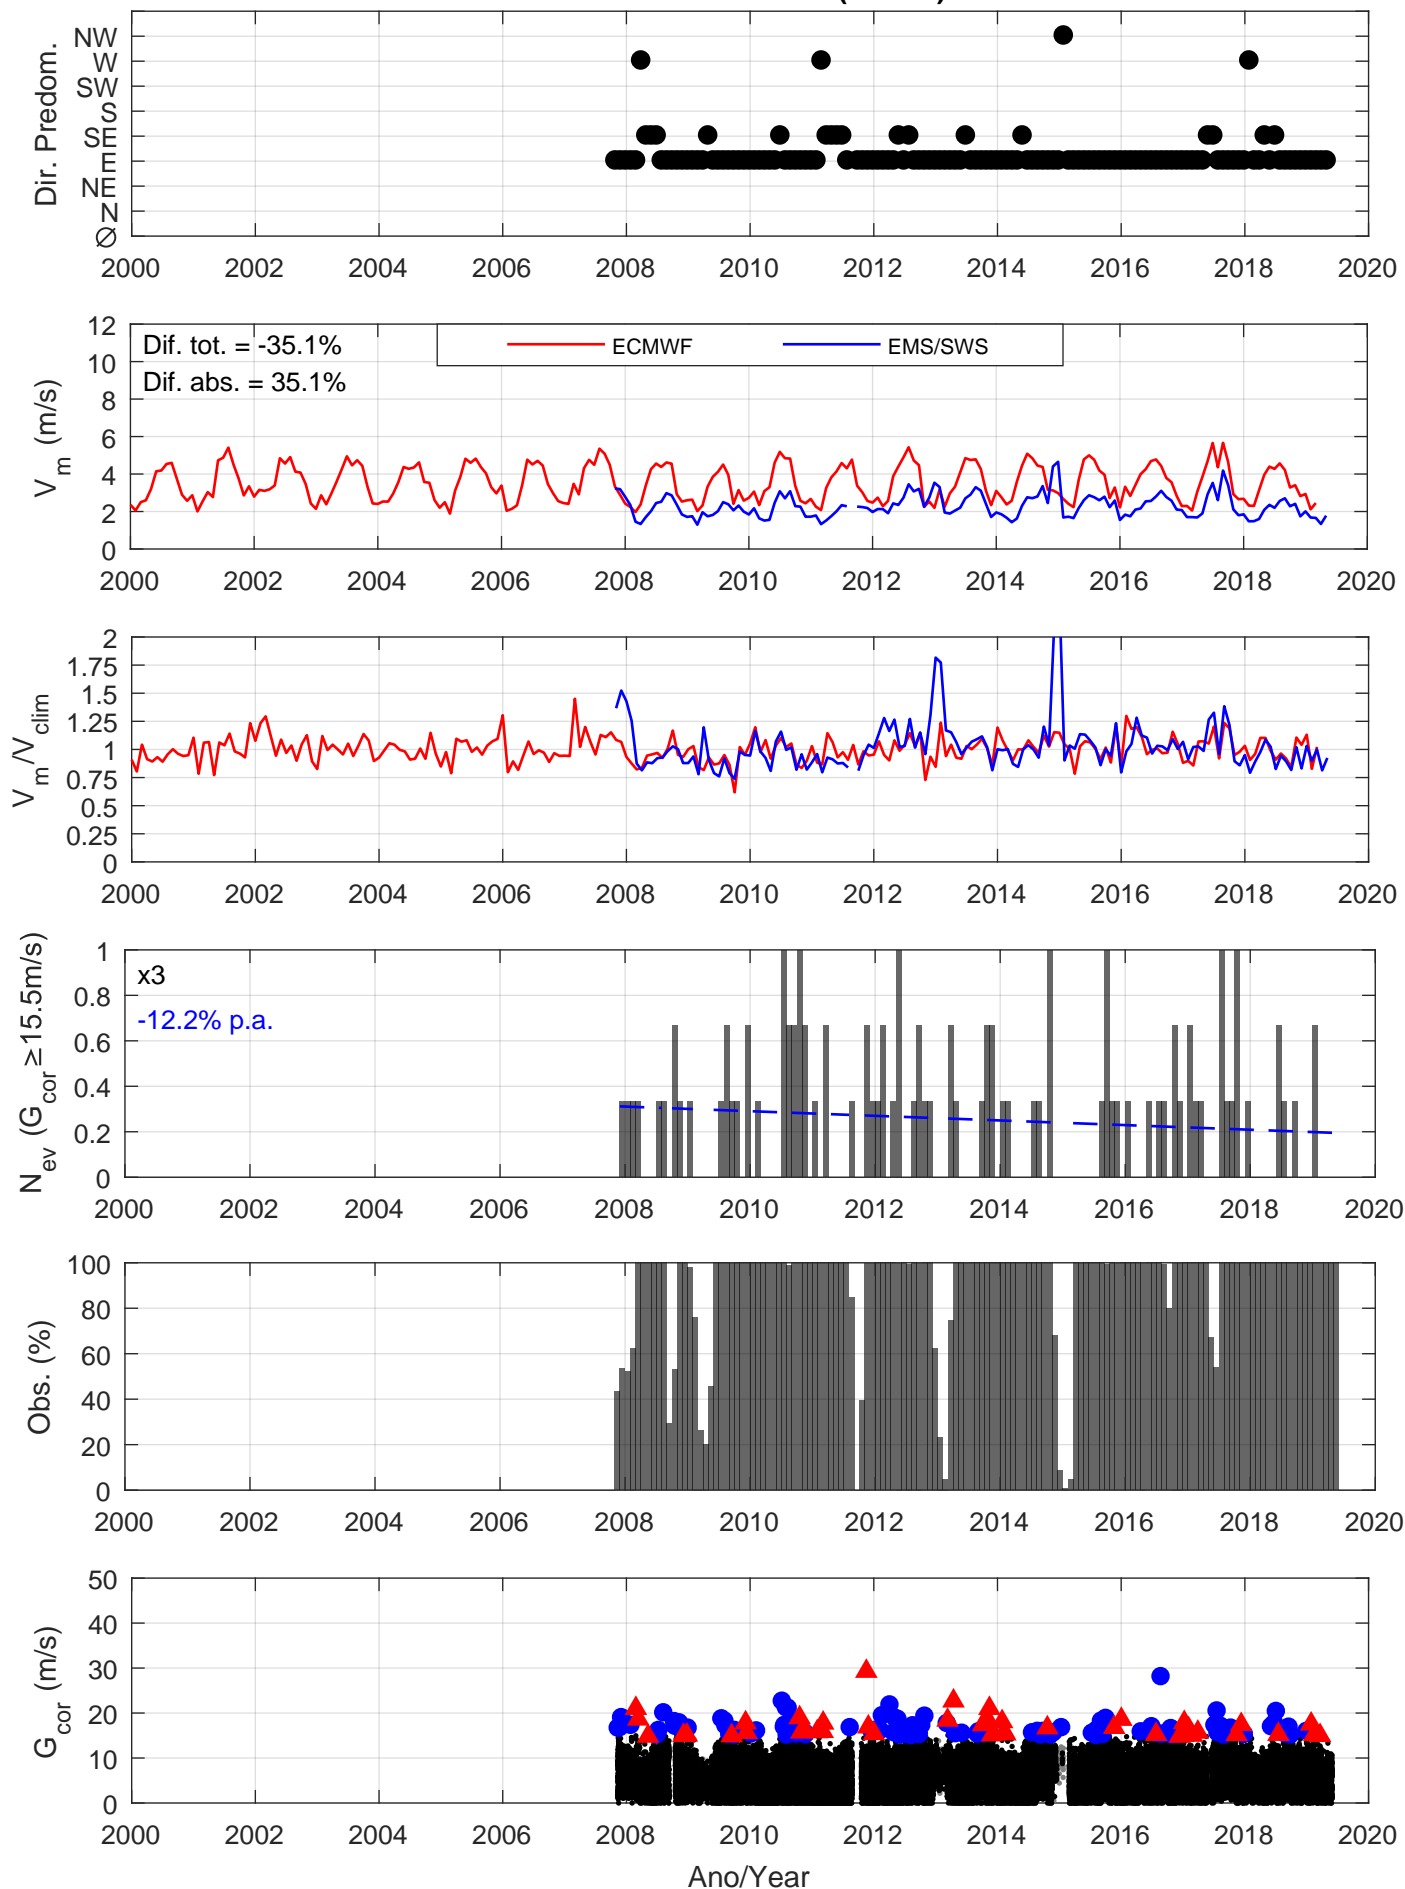 NW
W
SW
S
SE
E
NE
N
Ø
Dir. Predom.
2000 2002 2004 2006 2008 2010 2012 2014 2016 2018 2020
12
10
8
6
4
2
0
V_m (m/s)
Dif. tot. = -35.1%
Dif. abs. = 35.1%
ECMWF EMS/SWS
2000 2002 2004 2006 2008 2010 2012 2014 2016 2018 2020
2
1.75
1.5
1.25
1
0.75
0.5
0.25
0
V_m/V_clim
2000 2002 2004 2006 2008 2010 2012 2014 2016 2018 2020
1
0.8
0.6
0.4
0.2
0
N_ev (G_cor ≥15.5m/s)
x3
-12.2% p.a.
2000 2002 2004 2006 2008 2010 2012 2014 2016 2018 2020
100
80
60
40
20
0
Obs. (%)
2000 2002 2004 2006 2008 2010 2012 2014 2016 2018 2020
50
40
30
20
10
0
G_cor (m/s)
2000 2002 2004 2006 2008 2010 2012 2014 2016 2018 2020
Ano/Year